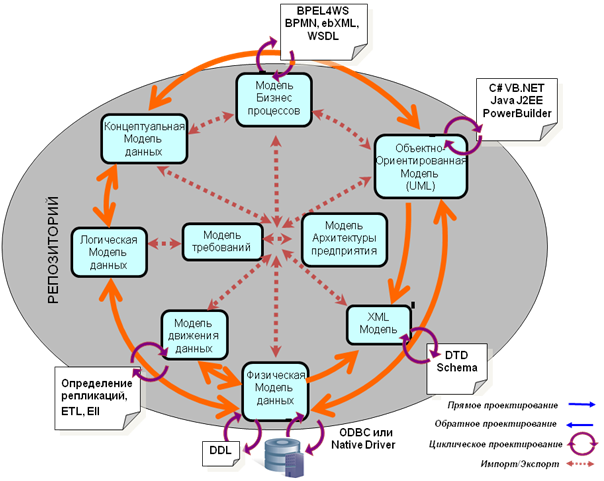 BPEL4WS
BPMN, ebXML,
WSDL
C# VB.NET
Java J2EE
PowerBuilder
Модель
Бизнес
процессов
Концептуальная
Модель
данных
Объектно-
Ориентированная
Модель
(UML)
РЕПОЗИТОРИЙ
Логическая
Модель
данных
Модель
требований
Модель
Архитектуры
предприятия
Модель
движения
данных
XML
Модель
Физическая
Модель
данных
DTD
Schema
Определение
репликаций,
ETL, EII
DDL
ODBC или
Native Driver
Прямое проектирование
Обратное проектирование
Циклическое проектирование
Импорт/Экспорт